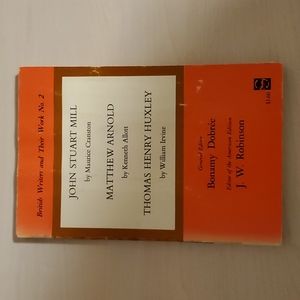 British Writers and Their Work No. 2
JOHN STUART MILL
by Maurice Cranston
MATTHEW ARNOLD
by Kenneth Allott
THOMAS HENRY HUXLEY
by William Irvine
General Editor
Bonamy Dobrée
Editor of the American Edition
J. W. Robinson